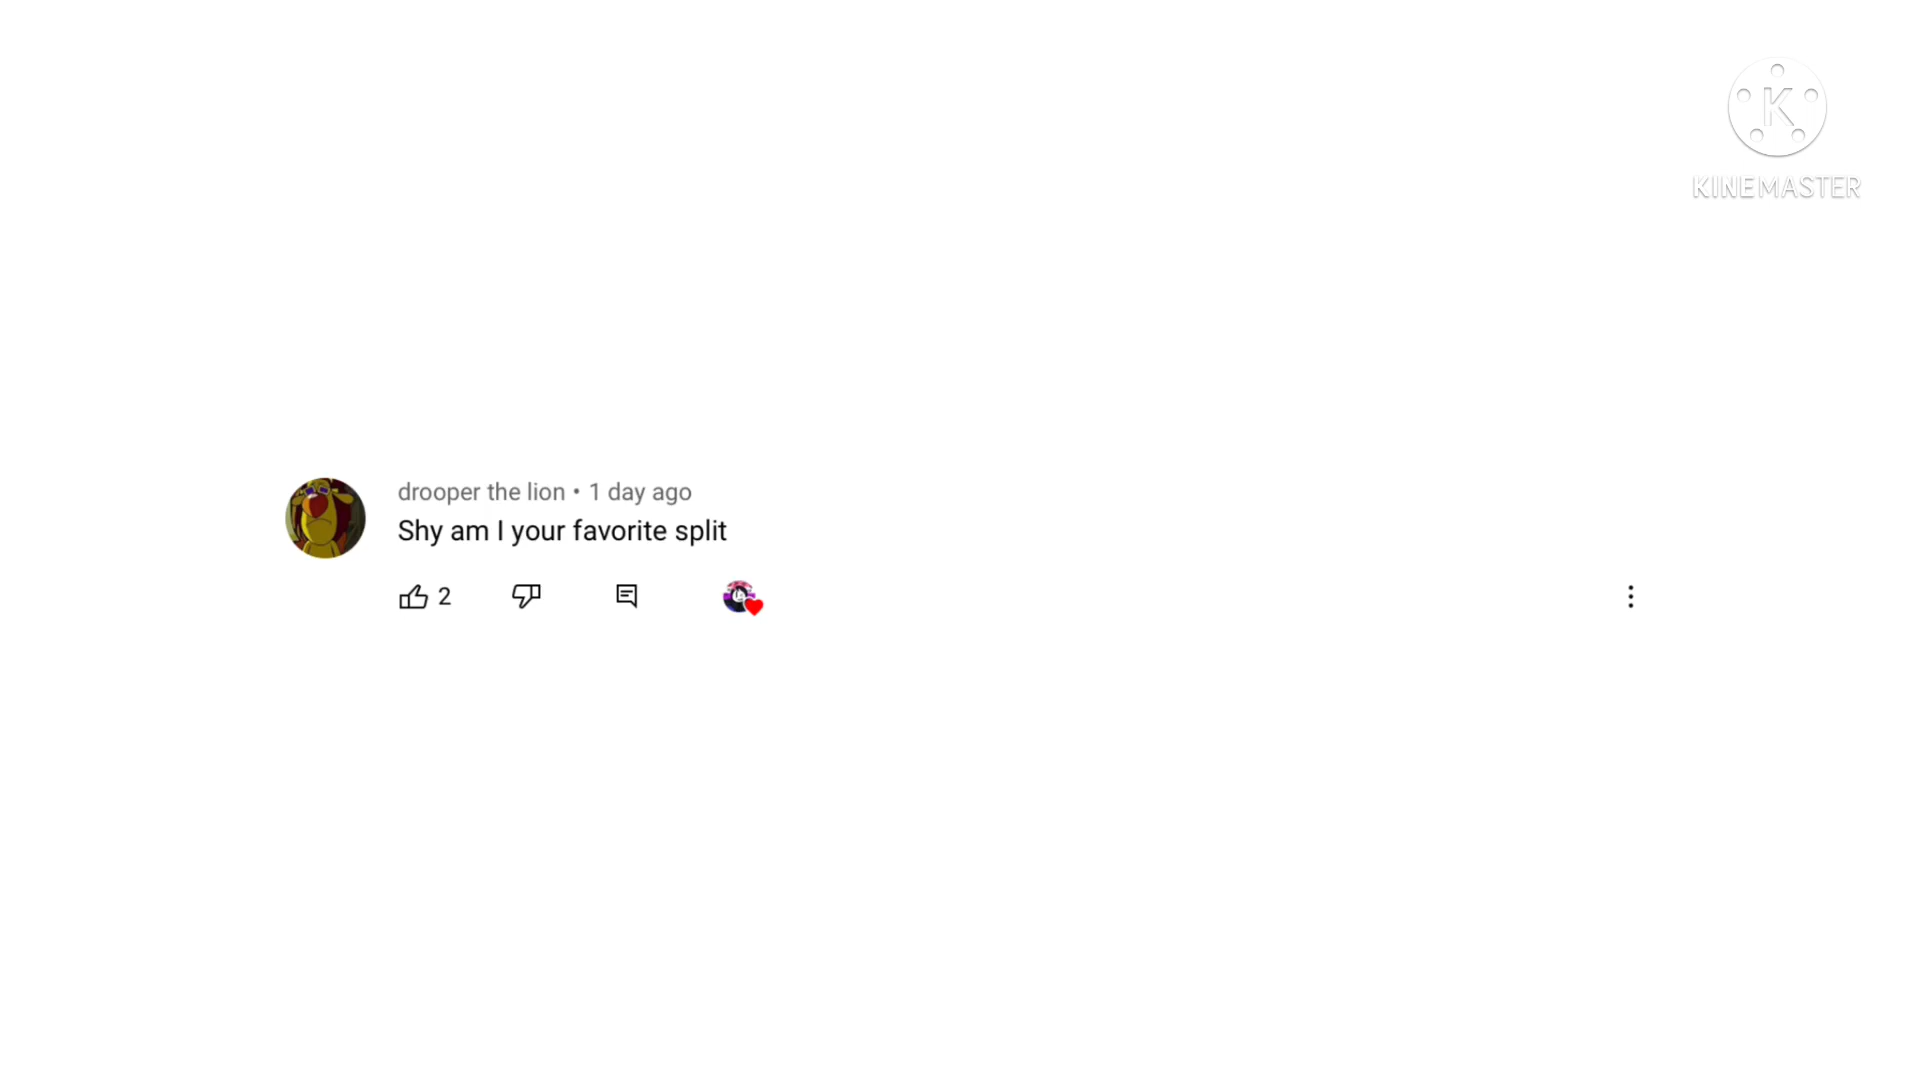 K
KINEMASTER
drooper the lion • 1 day ago
Shy am I your favorite split
2